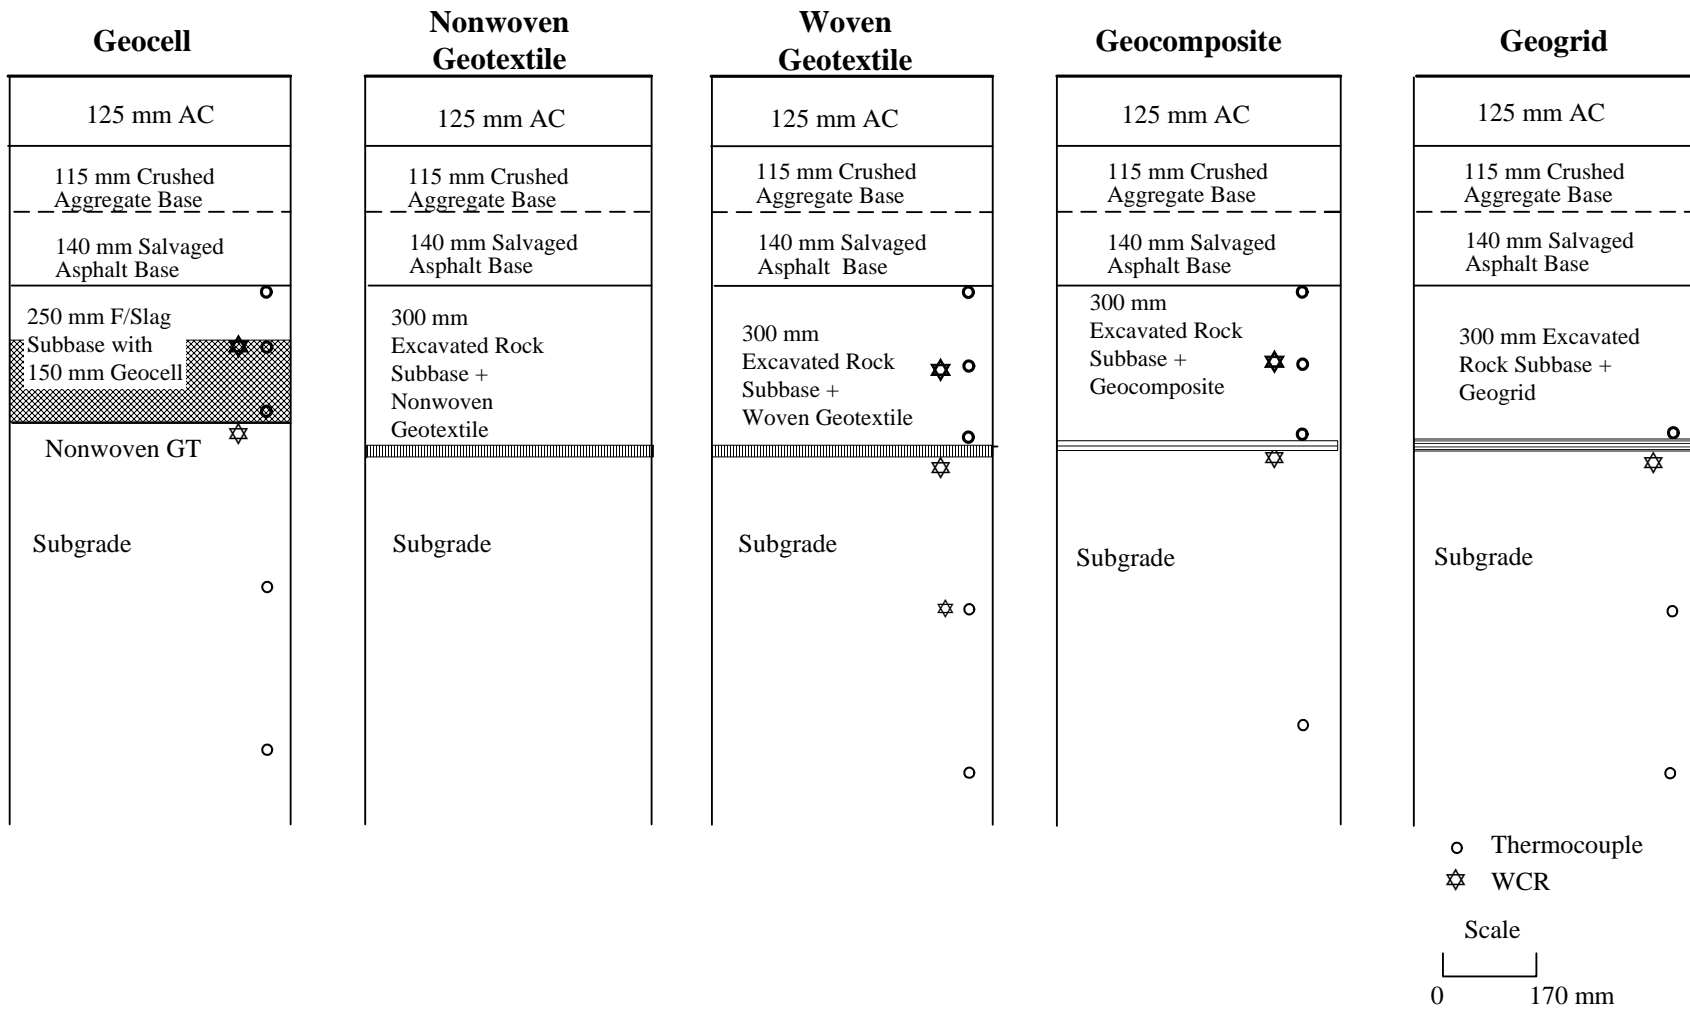 Geocell
125 mm AC
115 mm Crushed
Aggregate Base
140 mm Salvaged
Asphalt Base
250 mm F/Slag
Subbase with
150 mm Geocell
Nonwoven GT
Subgrade
Nonwoven
Geotextile
125 mm AC
115 mm Crushed
Aggregate Base
140 mm Salvaged
Asphalt Base
300 mm
Excavated Rock
Subbase +
Nonwoven
Geotextile
Subgrade
Woven
Geotextile
125 mm AC
115 mm Crushed
Aggregate Base
140 mm Salvaged
Asphalt Base
300 mm
Excavated Rock
Subbase +
Woven Geotextile
Subgrade
Geocomposite
125 mm AC
115 mm Crushed
Aggregate Base
140 mm Salvaged
Asphalt Base
300 mm
Excavated Rock
Subbase +
Geocomposite
Subgrade
Geogrid
125 mm AC
115 mm Crushed
Aggregate Base
140 mm Salvaged
Asphalt Base
300 mm Excavated
Rock Subbase +
Geogrid
Subgrade
Thermocouple
WCR
Scale
0 170 mm